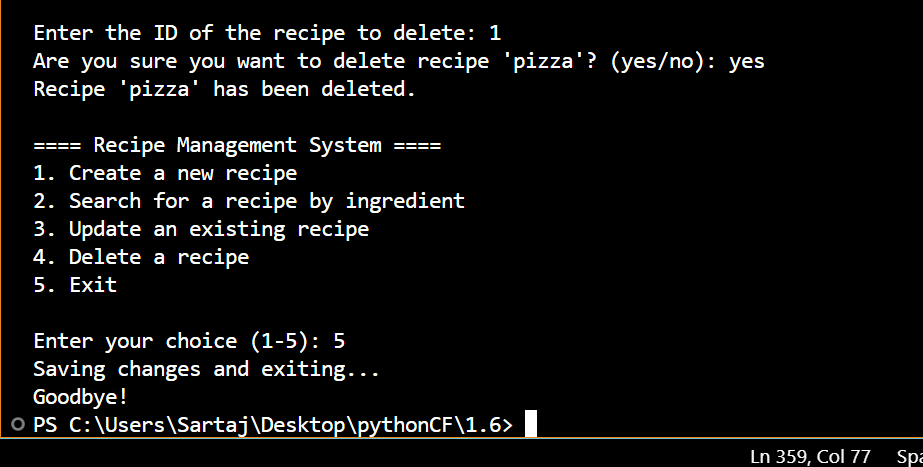 Enter the ID of the recipe to delete: 1
Are you sure you want to delete recipe 'pizza'? (yes/no): yes
Recipe 'pizza' has been deleted.
==== Recipe Management System ====
1. Create a new recipe
2. Search for a recipe by ingredient
3. Update an existing recipe
4. Delete a recipe
5. Exit
Enter your choice (1-5): 5
Saving changes and exiting...
Goodbye!
PS C:\Users\Sartaj\Desktop\pythonCF\1.6>
Ln 359, Col 77 Spa